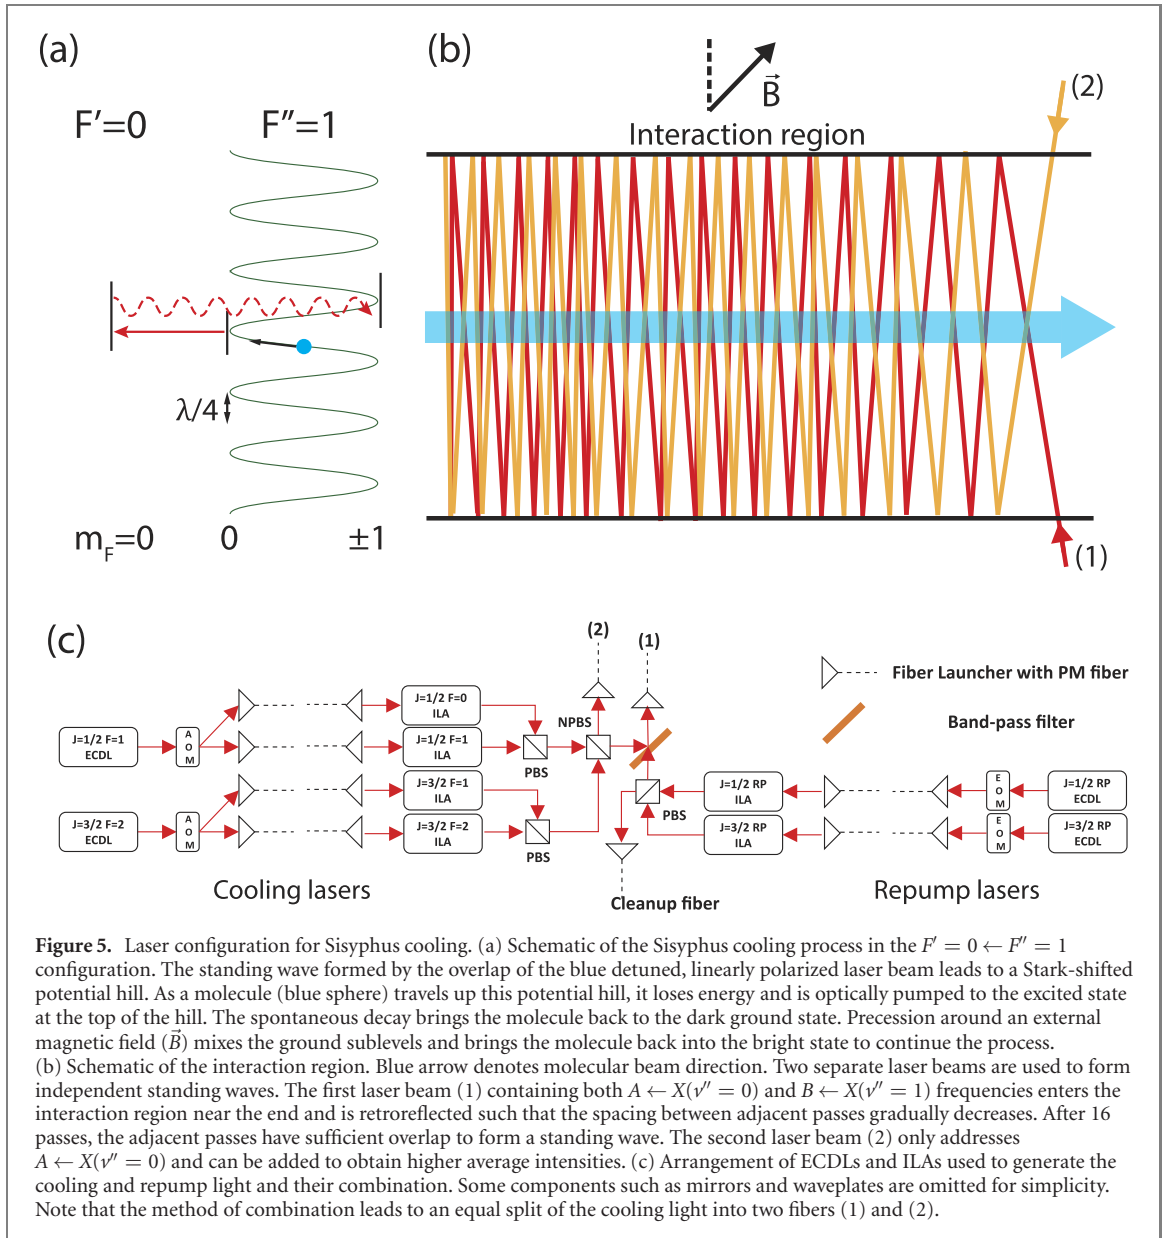 (a)
F′=0
F″=1
λ/4
m_F=0
0
±1
(b)
B⃗
Interaction region
(2)
(1)
(c)
(2)
(1)
J=1/2 F=1
ECDL
AOM
J=1/2 F=0
ILA
J=1/2 F=1
ILA
NPBS
PBS
J=3/2 F=2
ECDL
AOM
J=3/2 F=1
ILA
J=3/2 F=2
ILA
PBS
PBS
Fiber Launcher with PM fiber
Band-pass filter
J=1/2 RP
ILA
J=3/2 RP
ILA
EOM
EOM
J=1/2 RP
ECDL
J=3/2 RP
ECDL
Cooling lasers
Cleanup fiber
Repump lasers
Figure 5. Laser configuration for Sisyphus cooling. (a) Schematic of the Sisyphus cooling process in the F′ = 0 ← F″ = 1
configuration. The standing wave formed by the overlap of the blue detuned, linearly polarized laser beam leads to a Stark-shifted
potential hill. As a molecule (blue sphere) travels up this potential hill, it loses energy and is optically pumped to the excited state
at the top of the hill. The spontaneous decay brings the molecule back to the dark ground state. Precession around an external
magnetic field (B⃗) mixes the ground sublevels and brings the molecule back into the bright state to continue the process.
(b) Schematic of the interaction region. Blue arrow denotes molecular beam direction. Two separate laser beams are used to form
independent standing waves. The first laser beam (1) containing both A ← X(ν″ = 0) and B ← X(ν″ = 1) frequencies enters the
interaction region near the end and is retroreflected such that the spacing between adjacent passes gradually decreases. After 16
passes, the adjacent passes have sufficient overlap to form a standing wave. The second laser beam (2) only addresses
A ← X(ν″ = 0) and can be added to obtain higher average intensities. (c) Arrangement of ECDLs and ILAs used to generate the
cooling and repump light and their combination. Some components such as mirrors and waveplates are omitted for simplicity.
Note that the method of combination leads to an equal split of the cooling light into two fibers (1) and (2).